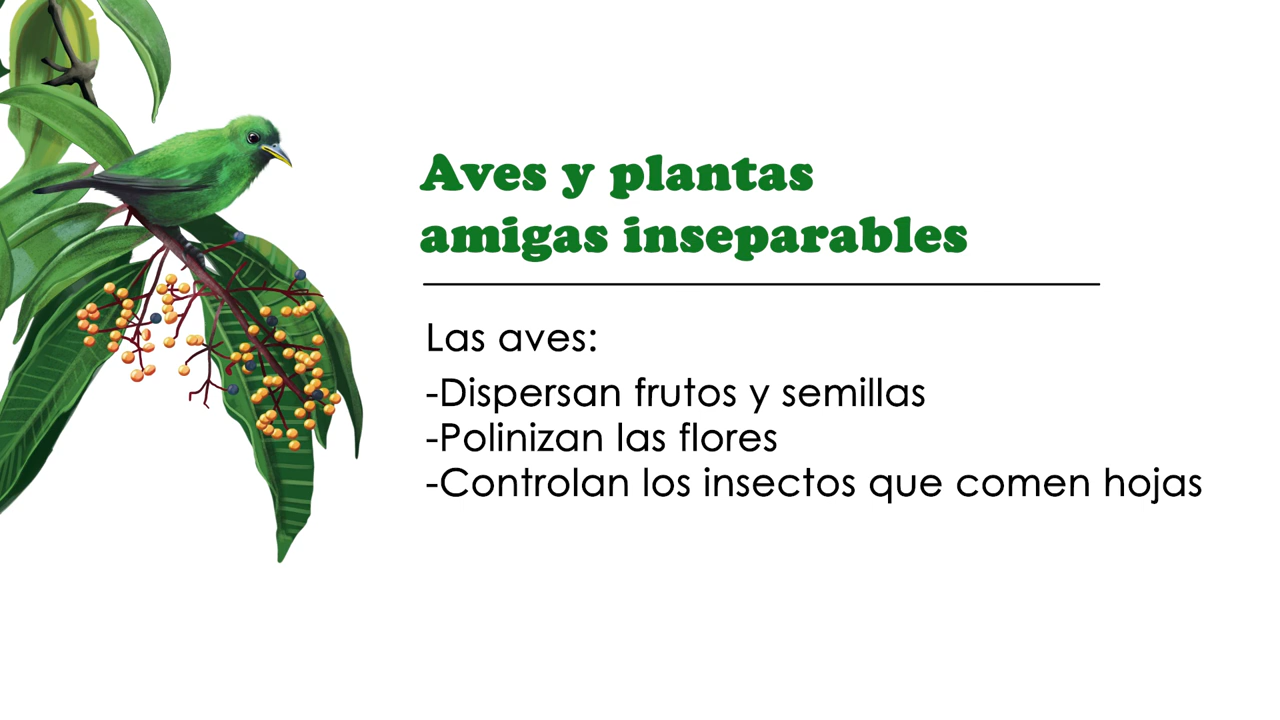 Aves y plantas
amigas inseparables
Las aves:
-Dispersan frutos y semillas
-Polinizan las flores
-Controlan los insectos que comen hojas